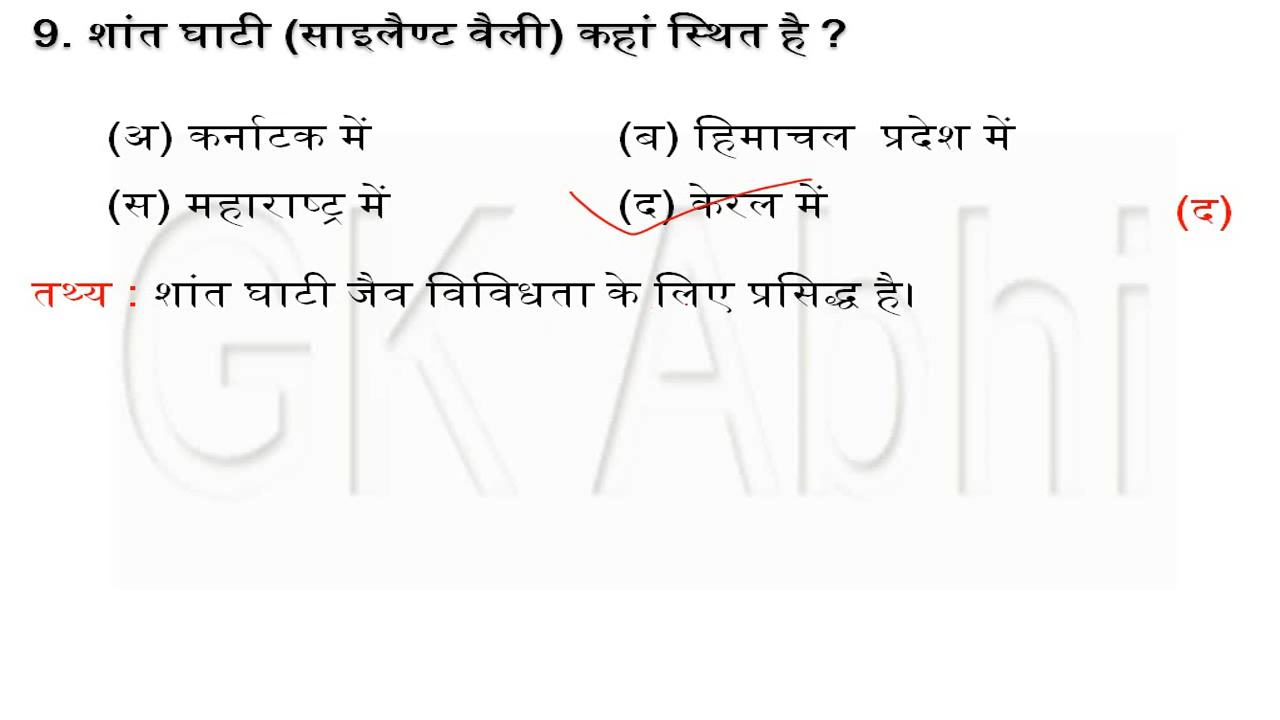 9. शांत घाटी (साइलैण्ट वैली) कहां स्थित है ?
(अ) कर्नाटक में (ब) हिमाचल प्रदेश में
(स) महाराष्ट्र में (द) केरल में (द)
तथ्य : शांत घाटी जैव विविधता के लिए प्रसिद्ध है।
GK Abhi